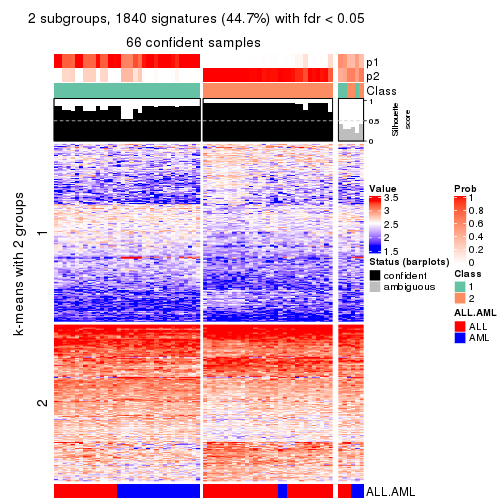 2 subgroups, 1840 signatures (44.7%) with fdr < 0.05
66 confident samples
p1
p2
Class
1
0.5
0
Silhouette
score
k-means with 2 groups
1
2
ALL.AML
Value
3.5
3
2.5
2
1.5
Status (barplots)
confident
ambiguous
Prob
1
0.8
0.6
0.4
0.2
0
Class
1
2
ALL.AML
ALL
AML